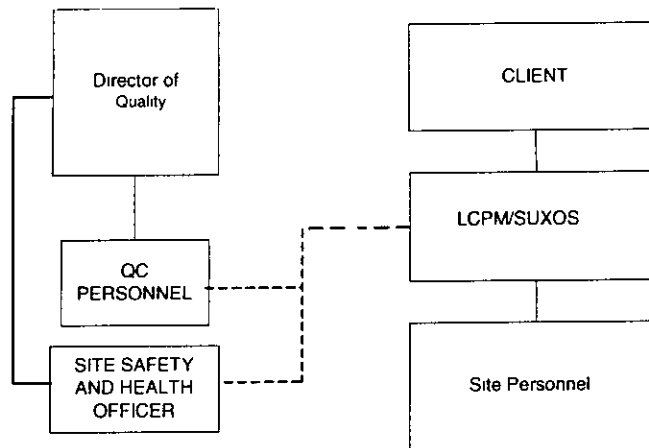 Director of
Quality
CLIENT
LCPM/SUXOS
QC
PERSONNEL
SITE SAFETY
AND HEALTH
OFFICER
Site Personnel